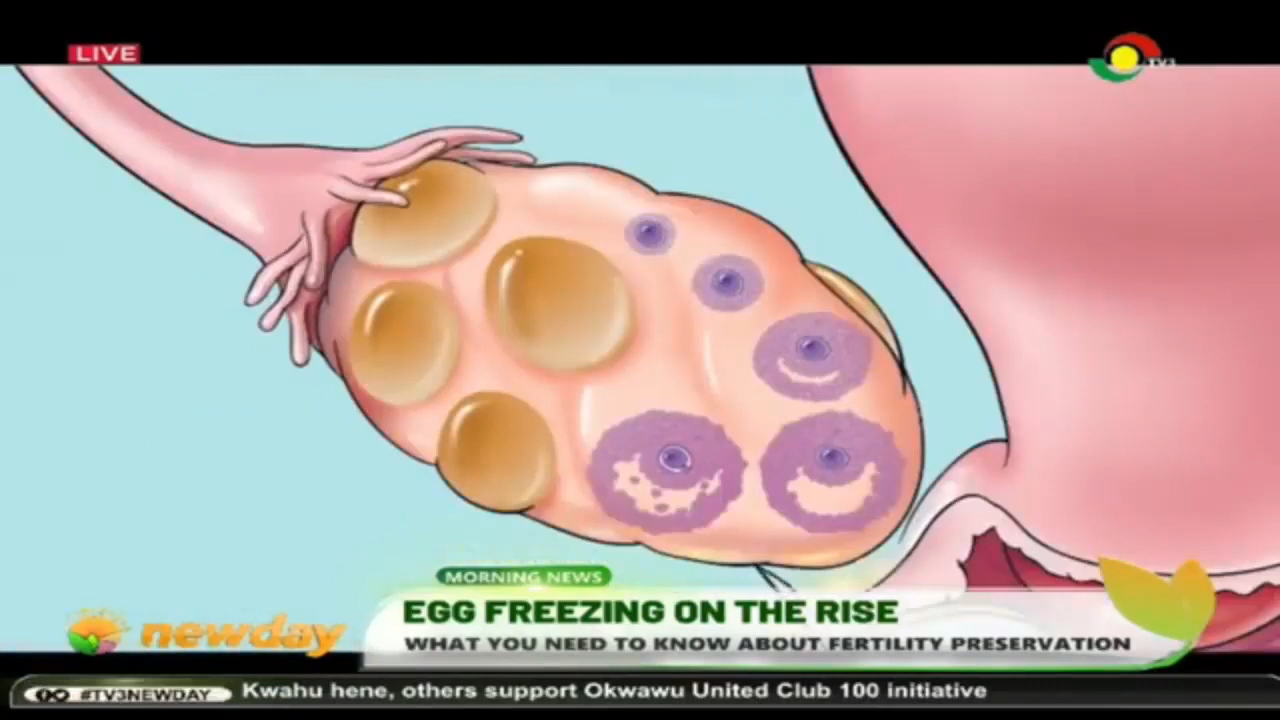 LIVE
TV3
MORNING NEWS
EGG FREEZING ON THE RISE
newday
WHAT YOU NEED TO KNOW ABOUT FERTILITY PRESERVATION
#TV3NEWDAY
Kwahu hene, others support Okwawu United Club 100 initiative